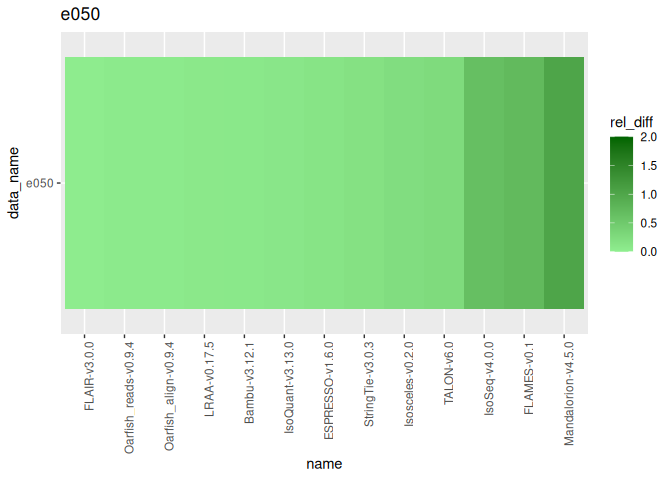 e050
data_name
e050
rel_diff
2.0
1.5
1.0
0.5
0.0
FLAIR-v3.0.0
Oarfish_reads-v0.9.4
Oarfish_align-v0.9.4
LRAA-v0.17.5
Bambu-v3.12.1
IsoQuant-v3.13.0
ESPRESSO-v1.6.0
StringTie-v3.0.3
Isosceles-v0.2.0
TALON-v6.0
IsoSeq-v4.0.0
FLAMES-v0.1
Mandalorion-v4.5.0
name